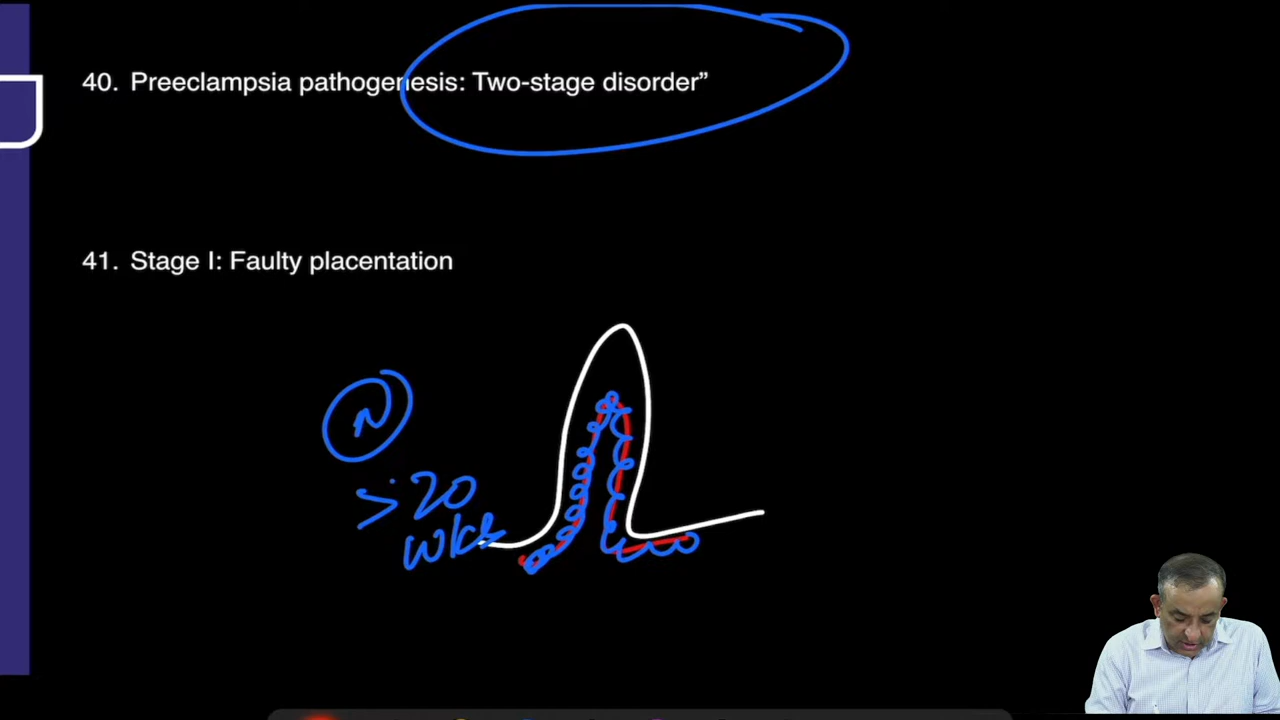 40. Preeclampsia pathogenesis: Two-stage disorder”
41. Stage I: Faulty placentation
N
>20
wks